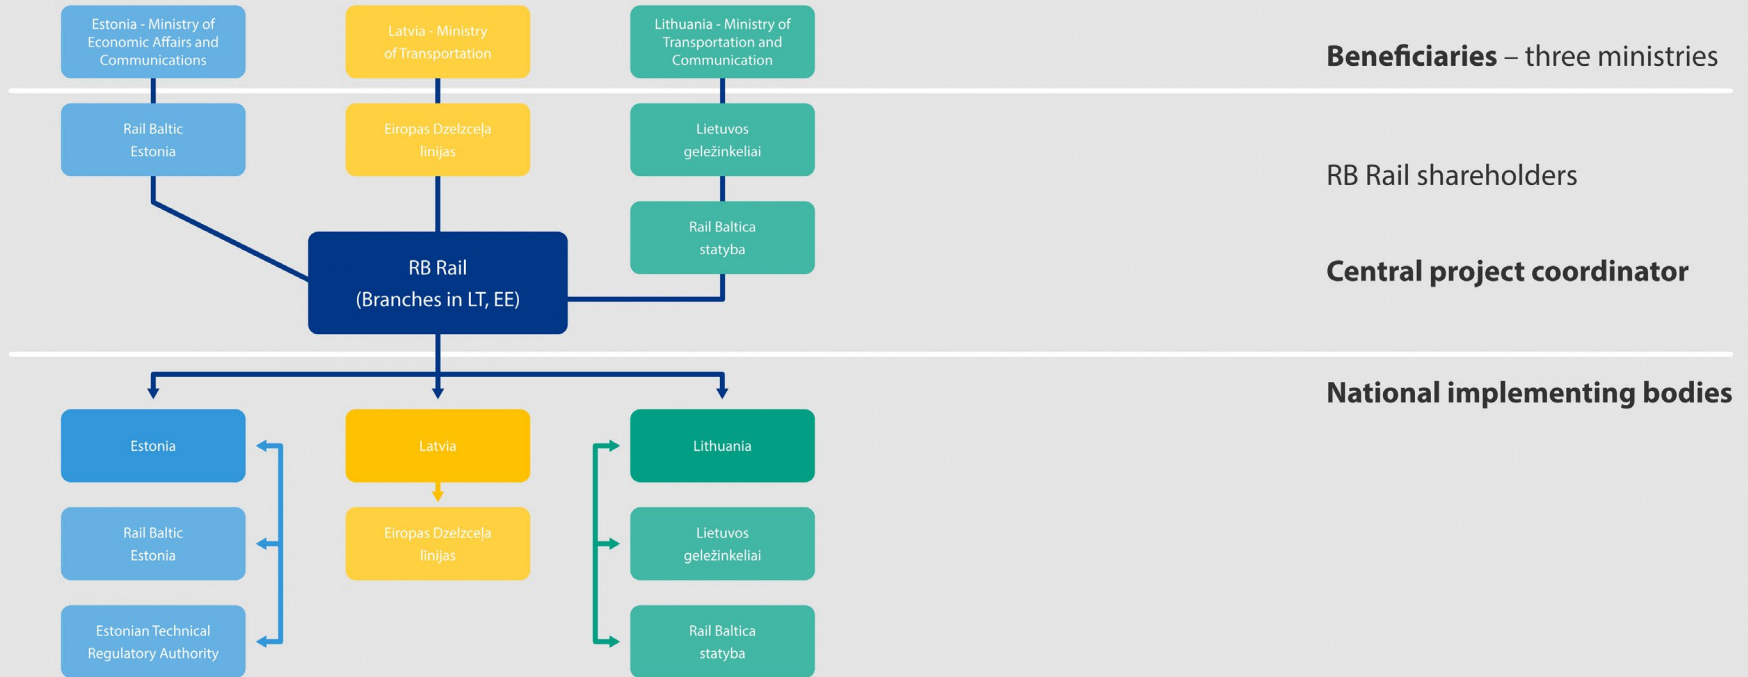 Estonia - Ministry of
Economic Affairs and
Communications
Latvia - Ministry
of Transportation
Lithuania - Ministry of
Transportation and
Communication
Beneficiaries – three ministries
Rail Baltic
Estonia
Eiropas Dzelzceļa
līnijas
Lietuvos
geležinkeliai
RB Rail shareholders
Rail Baltica
statyba
RB Rail
(Branches in LT, EE)
Central project coordinator
National implementing bodies
Estonia
Latvia
Lithuania
Rail Baltic
Estonia
Eiropas Dzelzceļa
līnijas
Lietuvos
geležinkeliai
Estonian Technical
Regulatory Authority
Rail Baltica
statyba